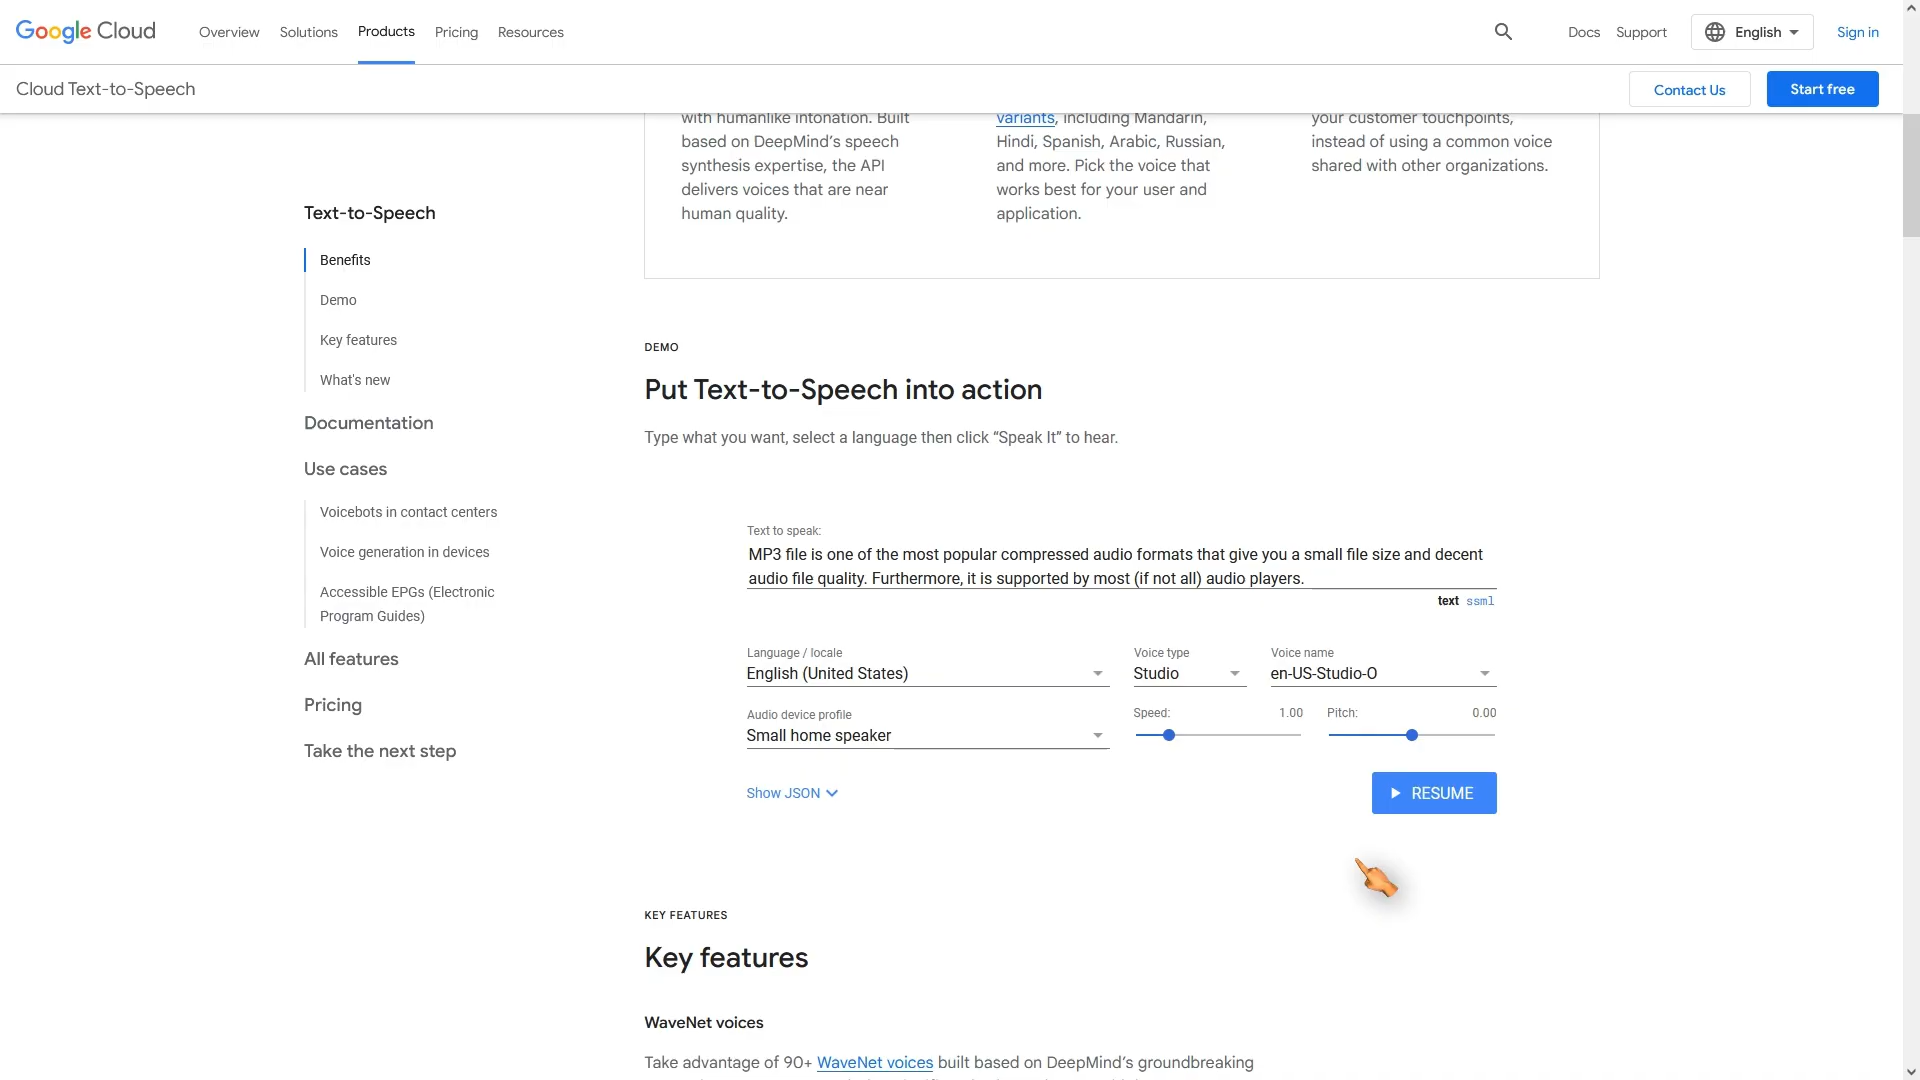 Google Cloud
Overview
Solutions
Products
Pricing
Resources
Docs
Support
English
Sign in
Cloud Text-to-Speech
Contact Us
Start free
with humanlike intonation. Built
based on DeepMind’s speech
synthesis expertise, the API
delivers voices that are near
human quality.
variants, including Mandarin,
Hindi, Spanish, Arabic, Russian,
and more. Pick the voice that
works best for your user and
application.
your customer touchpoints,
instead of using a common voice
shared with other organizations.
Text-to-Speech
Benefits
Demo
Key features
What's new
Documentation
Use cases
Voicebots in contact centers
Voice generation in devices
Accessible EPGs (Electronic
Program Guides)
All features
Pricing
Take the next step
DEMO
Put Text-to-Speech into action
Type what you want, select a language then click “Speak It” to hear.
Text to speak:
MP3 file is one of the most popular compressed audio formats that give you a small file size and decent
audio file quality. Furthermore, it is supported by most (if not all) audio players.
text ssml
Language / locale
English (United States)
Voice type
Studio
Voice name
en-US-Studio-O
Audio device profile
Small home speaker
Speed: 1.00
Pitch: 0.00
Show JSON
RESUME
KEY FEATURES
Key features
WaveNet voices
Take advantage of 90+ WaveNet voices built based on DeepMind’s groundbreaking